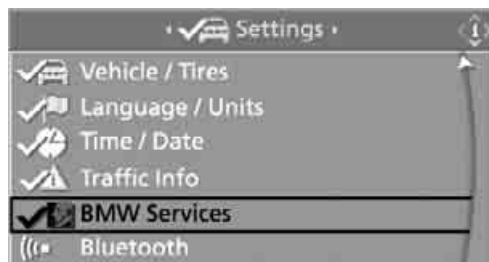 Settings
Vehicle / Tires
Language / Units
Time / Date
Traffic Info
BMW Services
Bluetooth